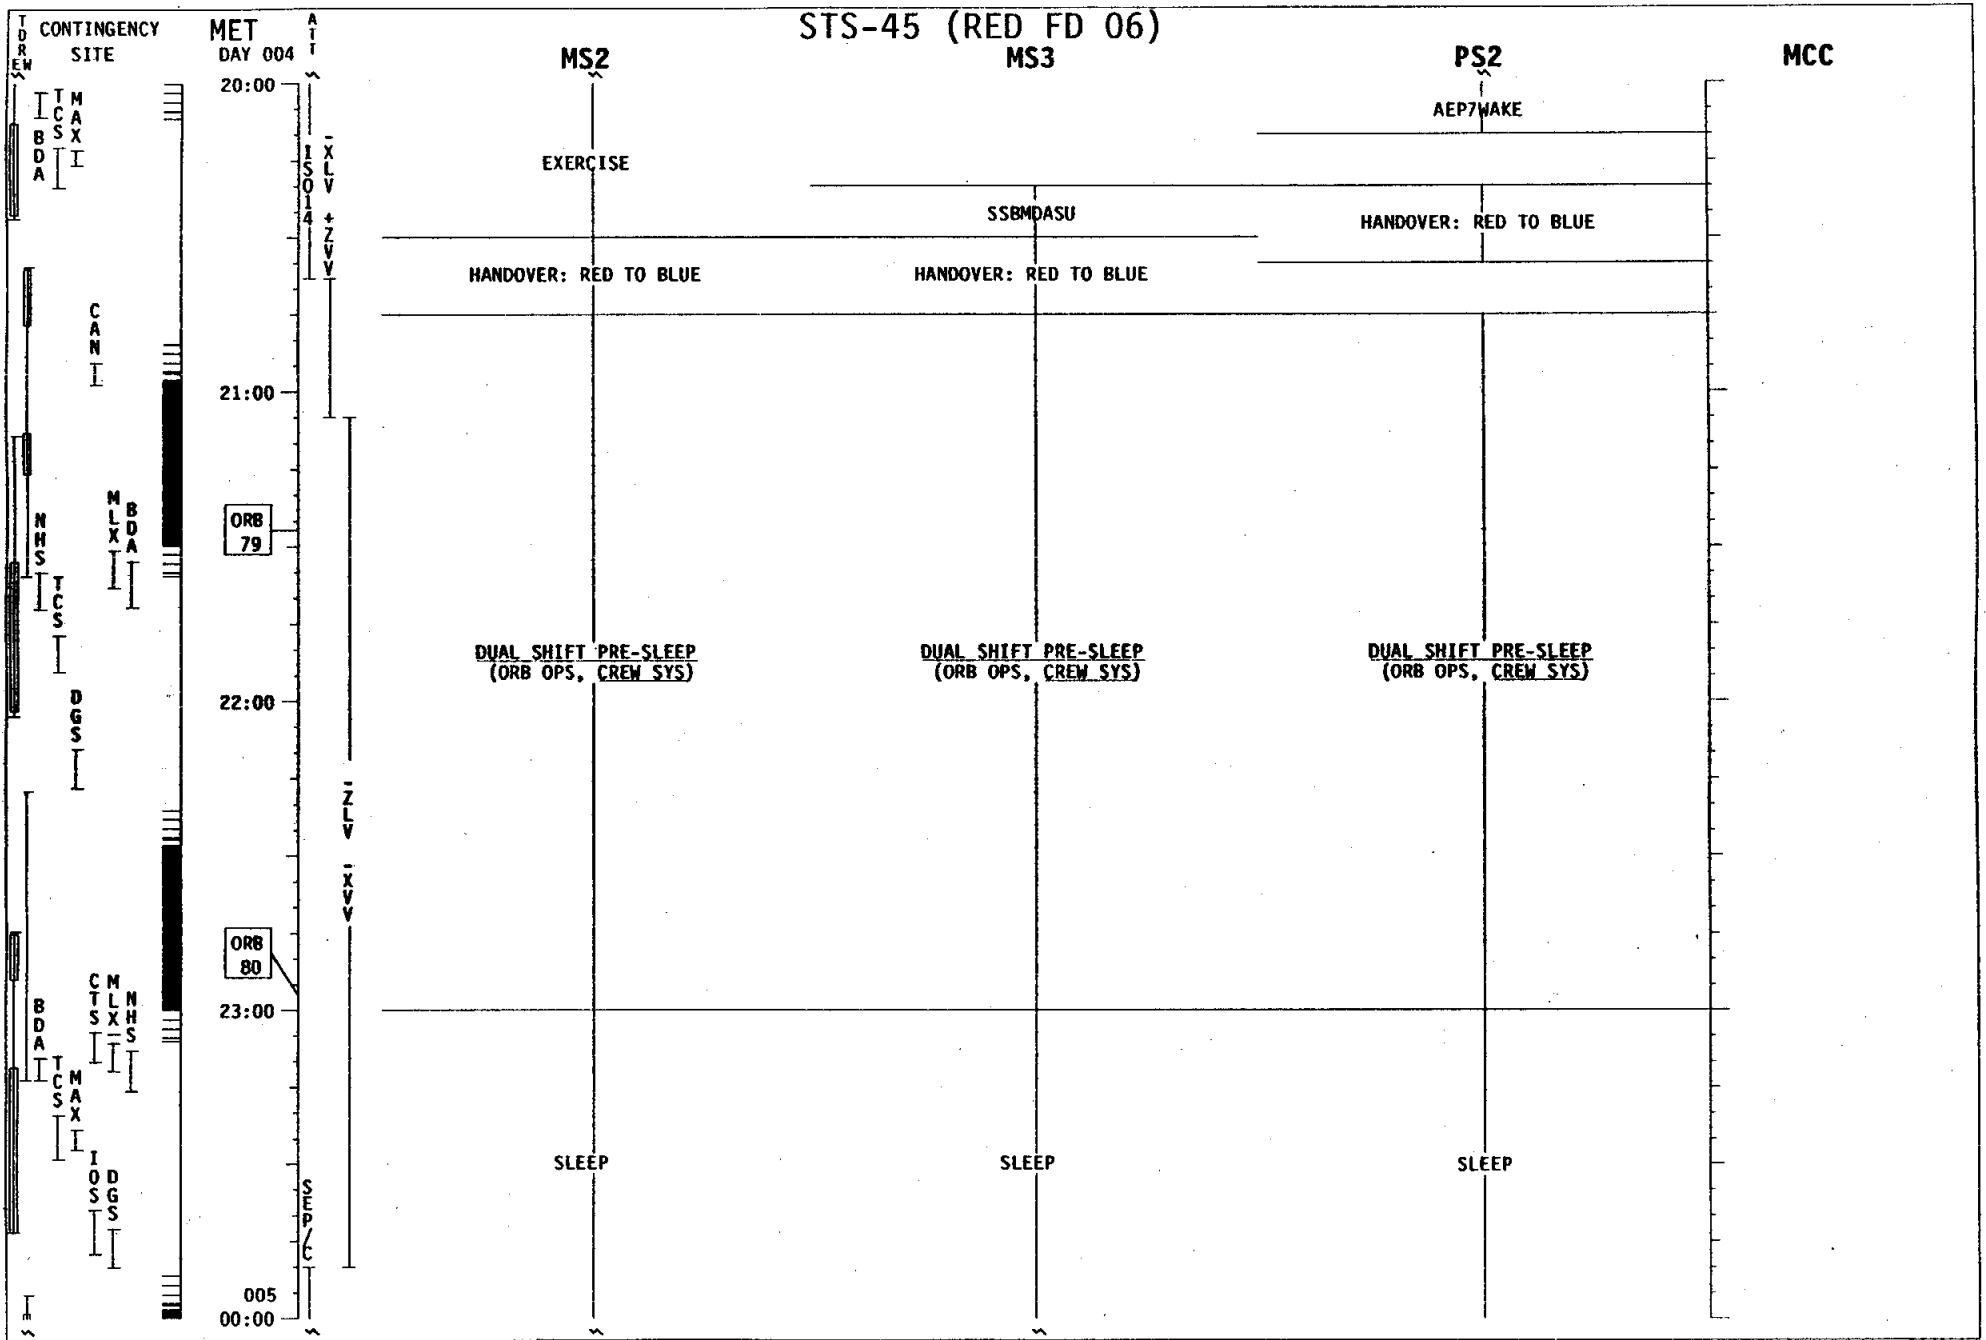 STS-45 (RED FD 06)
TDRE W
CONTINGENCY SITE
MET
DAY 004
ATT
MS2
MS3
PS2
MCC
20:00
TCS
MAX
BDA
ISO14
-XLV +ZVV
AEP7WAKE
EXERCISE
SSBMDASU
HANDOVER: RED TO BLUE
HANDOVER: RED TO BLUE
HANDOVER: RED TO BLUE
CAN
21:00
ORB
79
MLX
BDA
NHS
TCS
DUAL SHIFT PRE-SLEEP
(ORB OPS, CREW SYS)
DUAL SHIFT PRE-SLEEP
(ORB OPS, CREW SYS)
DUAL SHIFT PRE-SLEEP
(ORB OPS, CREW SYS)
22:00
DGS
-ZLV -XVV
ORB
80
CTS
MLX
NHS
BDA
23:00
TCS
MAX
IOS
DGS
SLEEP
SLEEP
SLEEP
SEP/C
005
00:00